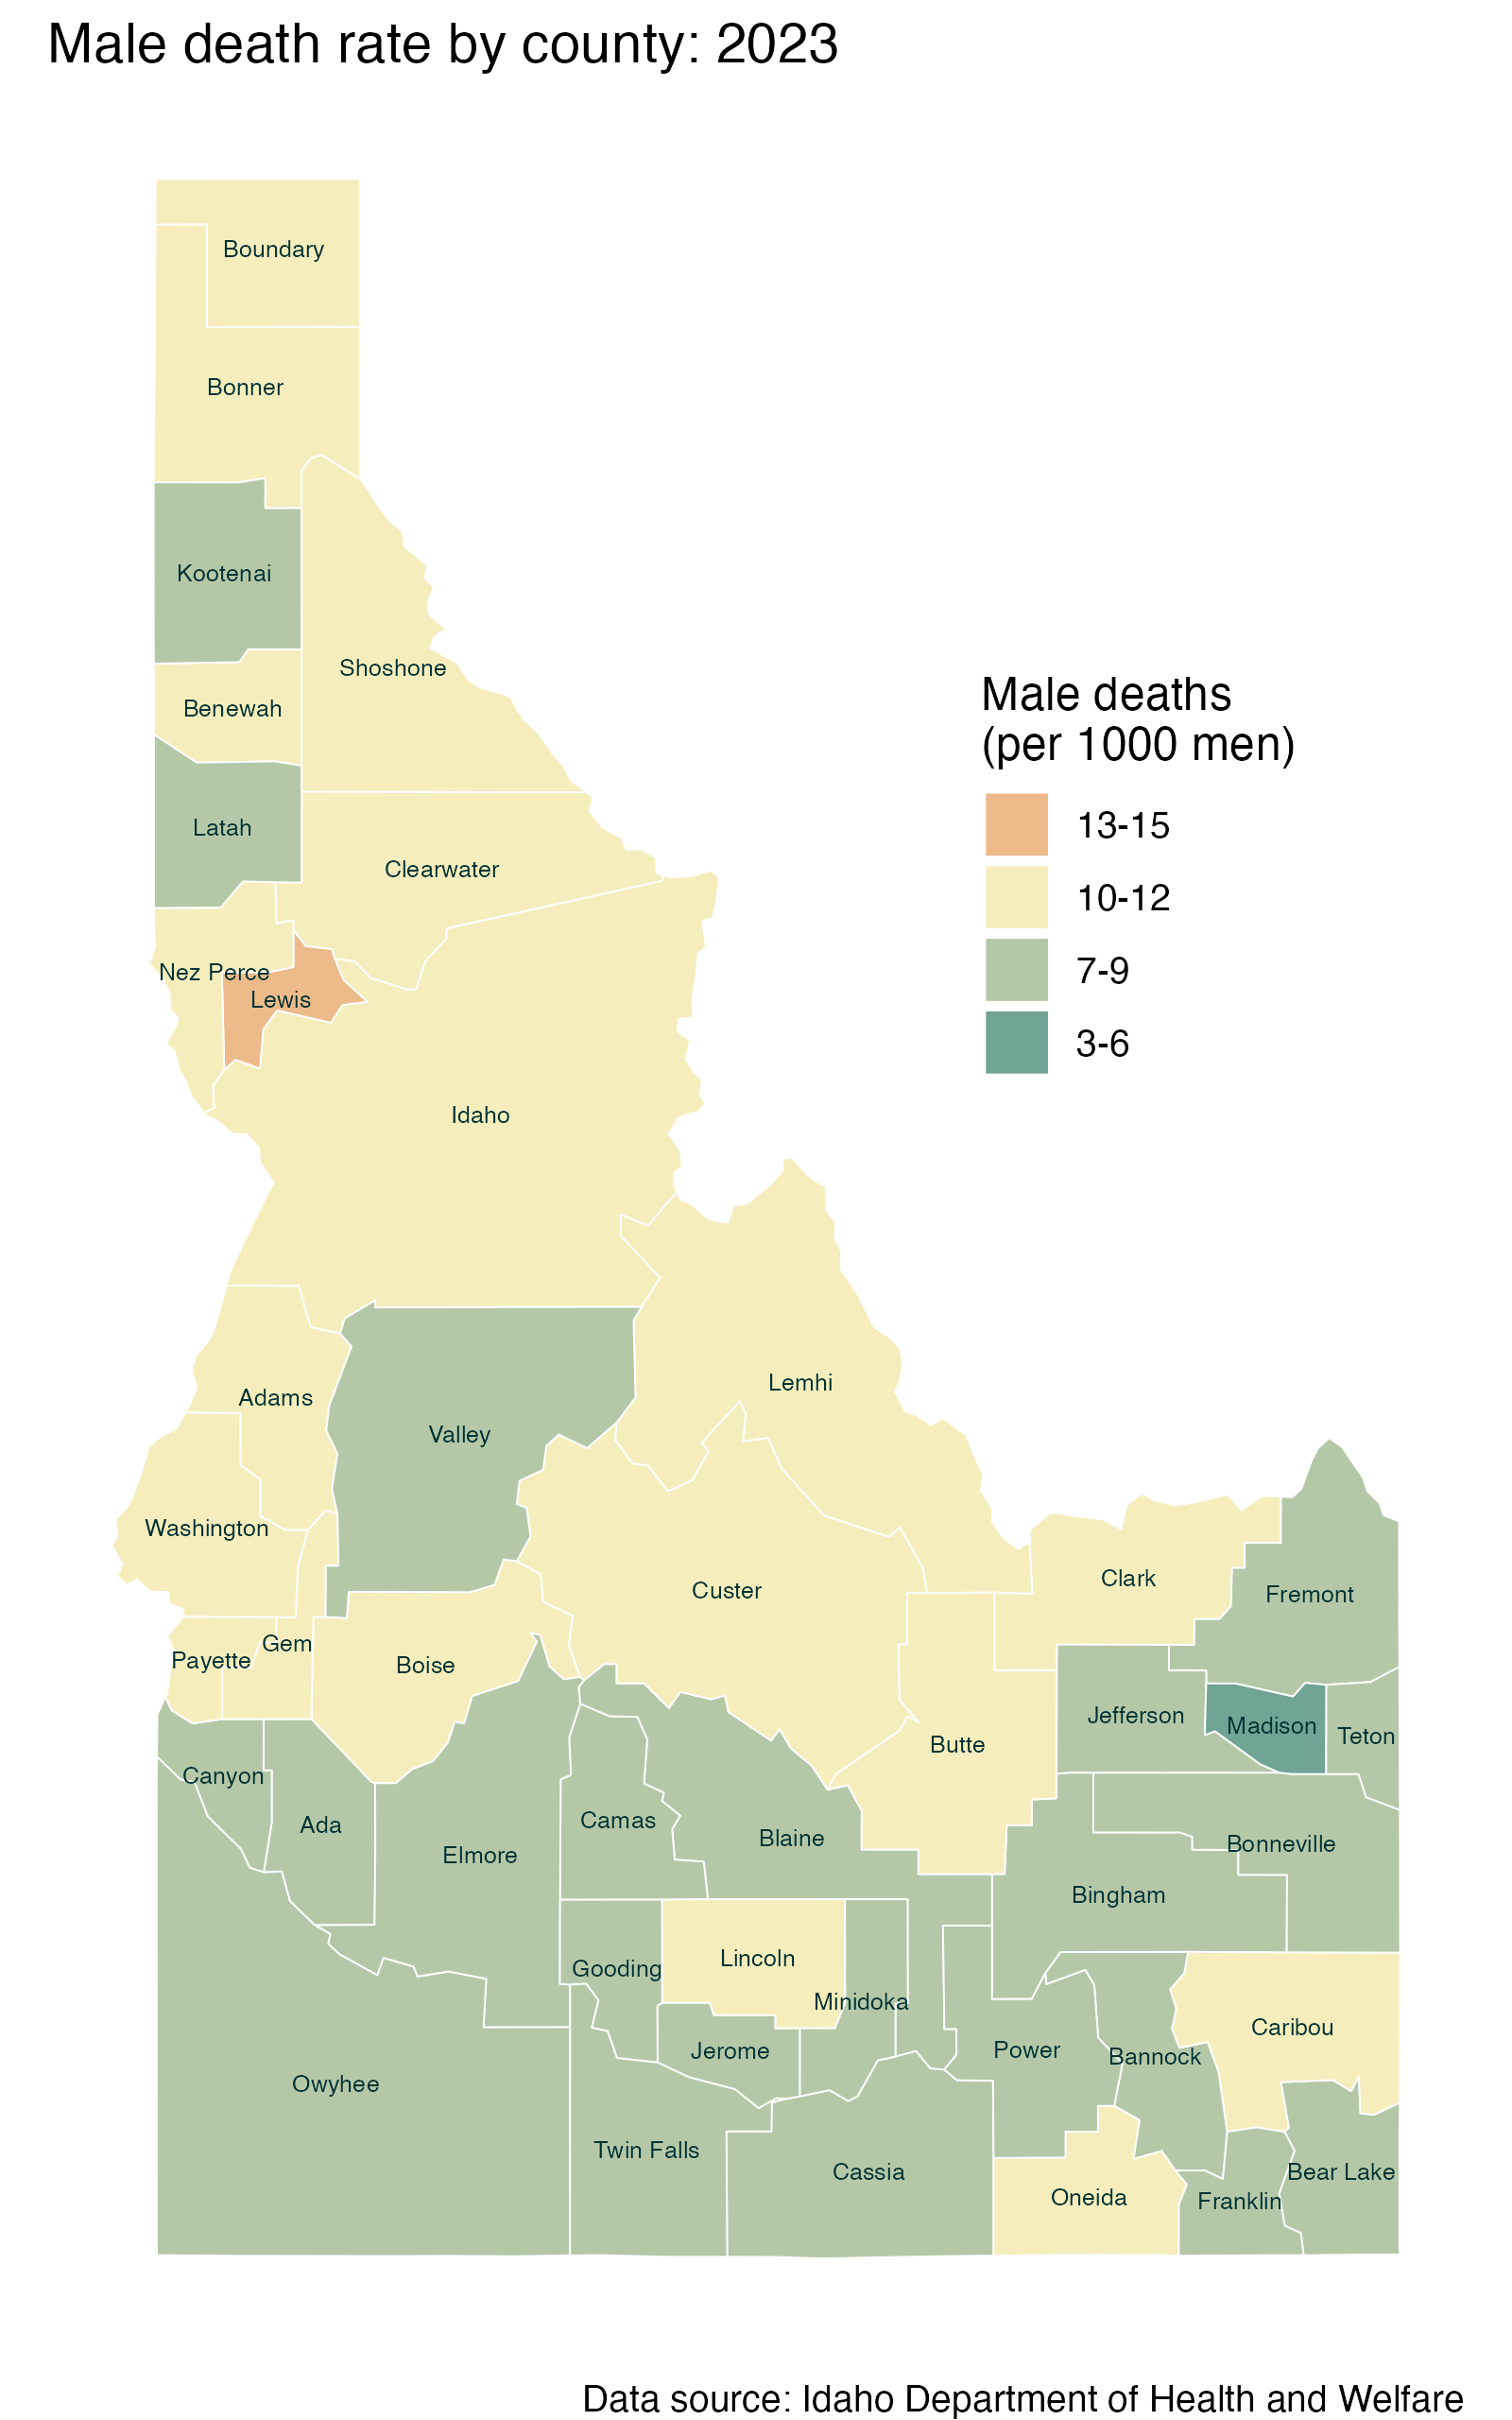 Male death rate by county: 2023
Boundary
Bonner
Kootenai
Shoshone
Benewah
Latah
Clearwater
Nez Perce
Lewis
Idaho
Male deaths
(per 1000 men)
13-15
10-12
7-9
3-6
Lemhi
Adams
Valley
Washington
Custer
Clark
Fremont
Gem
Payette
Boise
Jefferson
Madison
Teton
Butte
Canyon
Ada
Camas
Blaine
Bonneville
Elmore
Bingham
Lincoln
Gooding
Minidoka
Caribou
Jerome
Power
Bannock
Owyhee
Twin Falls
Cassia
Bear Lake
Oneida
Franklin
Data source: Idaho Department of Health and Welfare